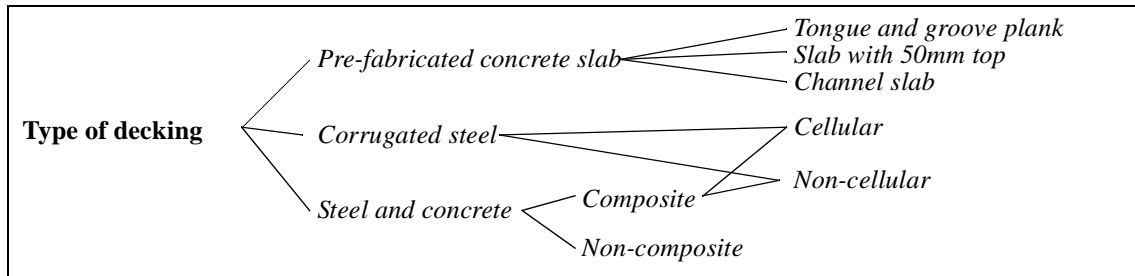 Type of decking
Pre-fabricated concrete slab
Tongue and groove plank
Slab with 50mm top
Channel slab
Corrugated steel
Cellular
Non-cellular
Steel and concrete
Composite
Non-composite